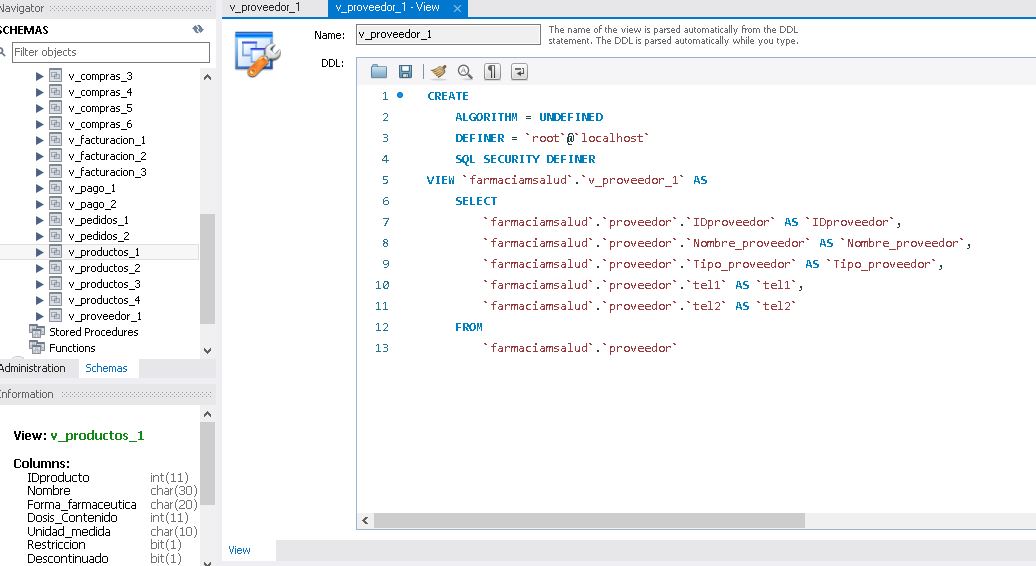 Navigator
SCHEMAS
Filter objects
v_compras_3
v_compras_4
v_compras_5
v_compras_6
v_facturacion_1
v_facturacion_2
v_facturacion_3
v_pago_1
v_pago_2
v_pedidos_1
v_pedidos_2
v_productos_1
v_productos_2
v_productos_3
v_productos_4
v_proveedor_1
Stored Procedures
Functions
Administration Schemas
Information
View: v_productos_1
Columns:
IDproducto int(11)
Nombre char(30)
Forma_farmaceutica char(20)
Dosis_Contenido int(11)
Unidad_medida char(10)
Restriccion bit(1)
Descontinuado bit(1)
v_proveedor_1 v_proveedor_1 - View
Name: v_proveedor_1
The name of the view is parsed automatically from the DDL
statement. The DDL is parsed automatically while you type.
DDL:
1 CREATE
2 ALGORITHM = UNDEFINED
3 DEFINER = `root`@`localhost`
4 SQL SECURITY DEFINER
5 VIEW `farmaciamsalud`.`v_proveedor_1` AS
6 SELECT
7 `farmaciamsalud`.`proveedor`.`IDproveedor` AS `IDproveedor`,
8 `farmaciamsalud`.`proveedor`.`Nombre_proveedor` AS `Nombre_proveedor`,
9 `farmaciamsalud`.`proveedor`.`Tipo_proveedor` AS `Tipo_proveedor`,
10 `farmaciamsalud`.`proveedor`.`tel1` AS `tel1`,
11 `farmaciamsalud`.`proveedor`.`tel2` AS `tel2`
12 FROM
13 `farmaciamsalud`.`proveedor`
View